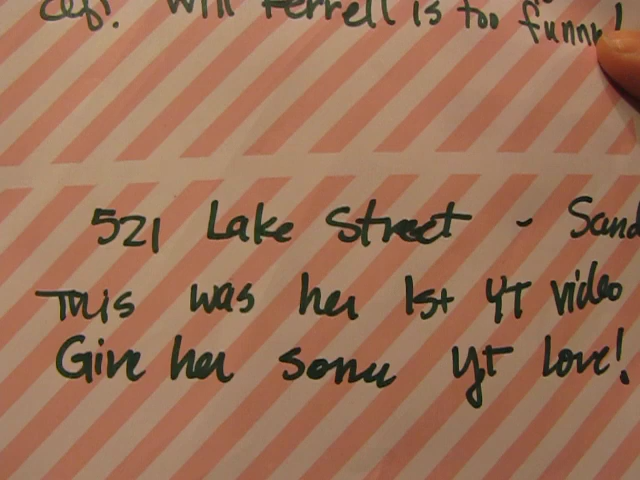 Will Ferrell is too funny!
521 Lake Street - Sand
This was her 1st YT video
Give her some yt love!